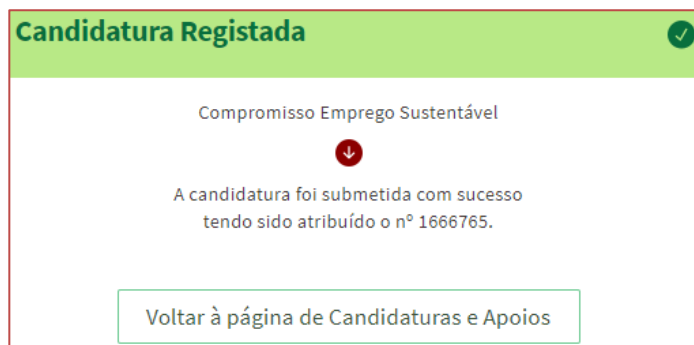 Candidatura Registada
Compromisso Emprego Sustentável
A candidatura foi submetida com sucesso
tendo sido atribuído o nº 1666765.
Voltar à página de Candidaturas e Apoios